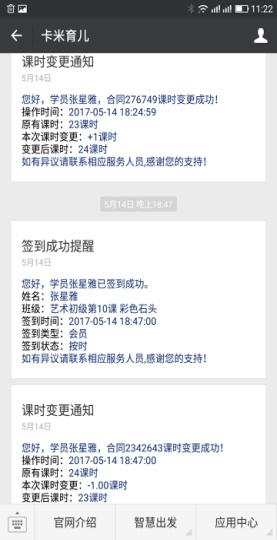 11:22
卡米育儿
课时变更通知
5月14日
您好，学员张星雅，合同276749课时变更成功！
操作时间：2017-05-14 18:24:59
原有课时：23课时
本次课时变更：+1课时
变更后课时：24课时
如有异议请联系相应服务人员,感谢您的支持！
5月14日 晚上18:47
签到成功提醒
5月14日
您好，学员张星雅已签到成功。
姓名：张星雅
班级：艺术初级第10课 彩色石头
签到时间：2017-05-14 18:47:00
签到类型：会员
签到状态：按时
如有异议请联系相应服务人员,感谢您的支持！
课时变更通知
5月14日
您好，学员张星雅，合同2342643课时变更成功！
操作时间：2017-05-14 18:47:00
原有课时：24课时
本次课时变更：-1.00课时
变更后课时：23课时
官网介绍
智慧出发
应用中心